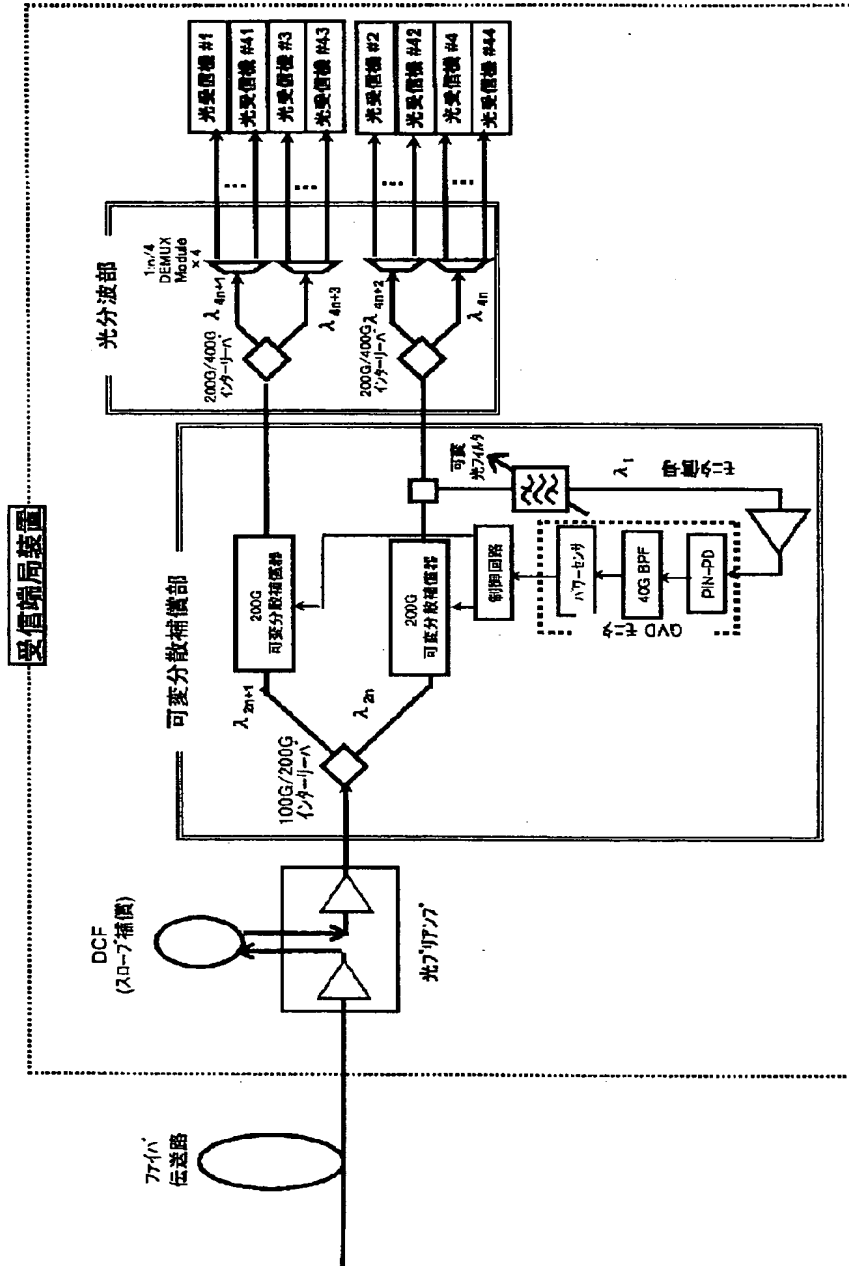 受信端局装置
ファイバ
伝送路
DCF
(スロープ補償)
光プリアンプ
可変分散補償部
100G/200G
インターリーバ
λ2n+1
λ2n
200G
可変分散補償器
200G
可変分散補償器
制御回路
パワーセンサ
40G BPF
PIN-PD
GVD モニタ
可変
光フィルタ
λ1
モニタ
光分波部
200G/400G
インターリーバ
λ4n+1
λ4n+3
200G/400G
インターリーバ
λ4n+2
λ4n
1:n/4
DEMUX
Module
×4
光受信機 #1
光受信機 #41
光受信機 #3
光受信機 #43
光受信機 #2
光受信機 #42
光受信機 #4
光受信機 #44